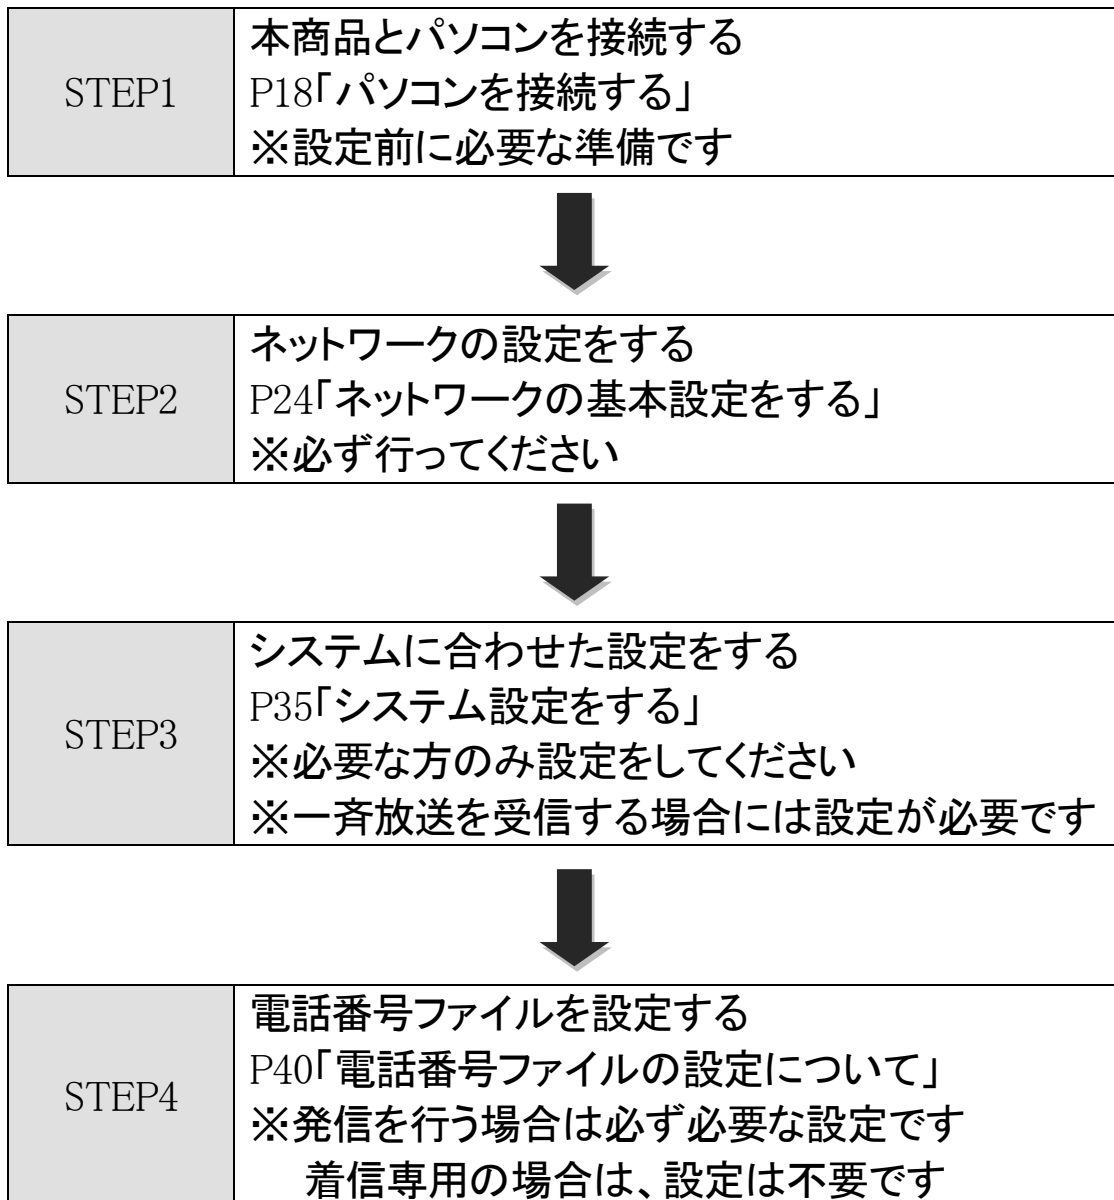 STEP1
本商品とパソコンを接続する
P18「パソコンを接続する」
※設定前に必要な準備です
STEP2
ネットワークの設定をする
P24「ネットワークの基本設定をする」
※必ず行ってください
STEP3
システムに合わせた設定をする
P35「システム設定をする」
※必要な方のみ設定をしてください
※一斉放送を受信する場合には設定が必要です
STEP4
電話番号ファイルを設定する
P40「電話番号ファイルの設定について」
※発信を行う場合は必ず必要な設定です
着信専用の場合は、設定は不要です